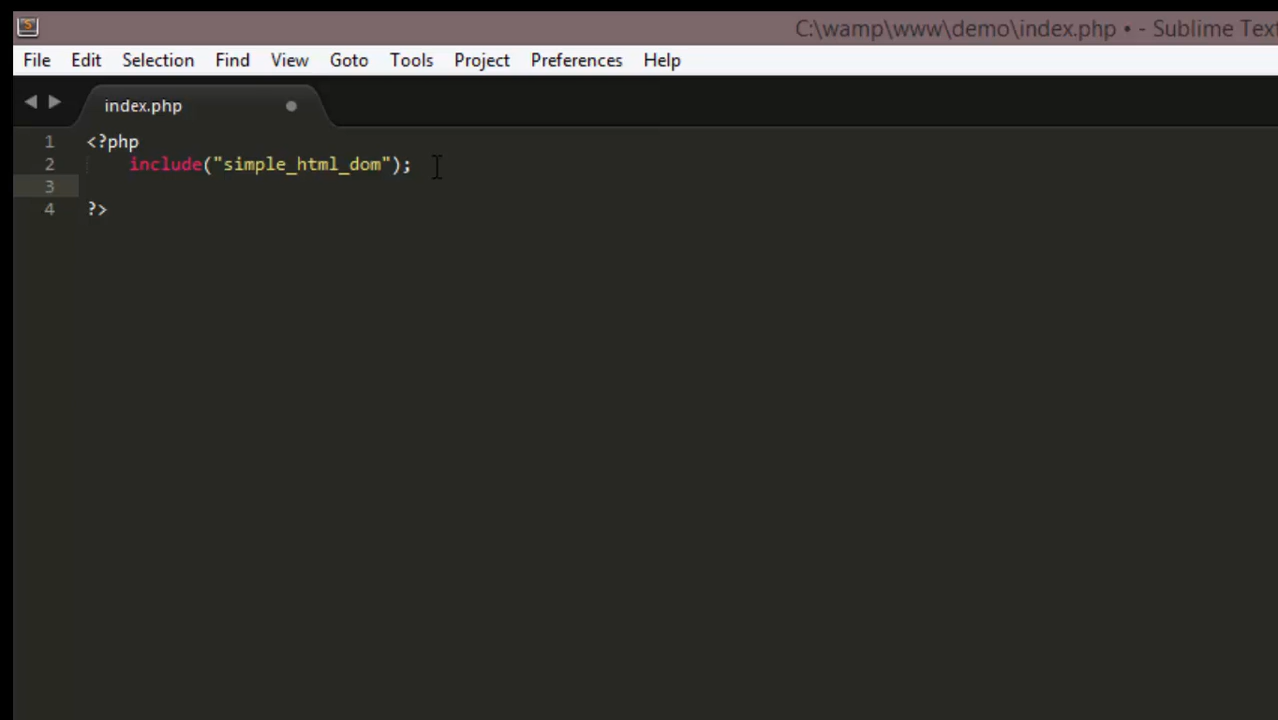 C:\wamp\www\demo\index.php • - Sublime Tex
File Edit Selection Find View Goto Tools Project Preferences Help
index.php
1 <?php
2 include("simple_html_dom");
3
4 ?>